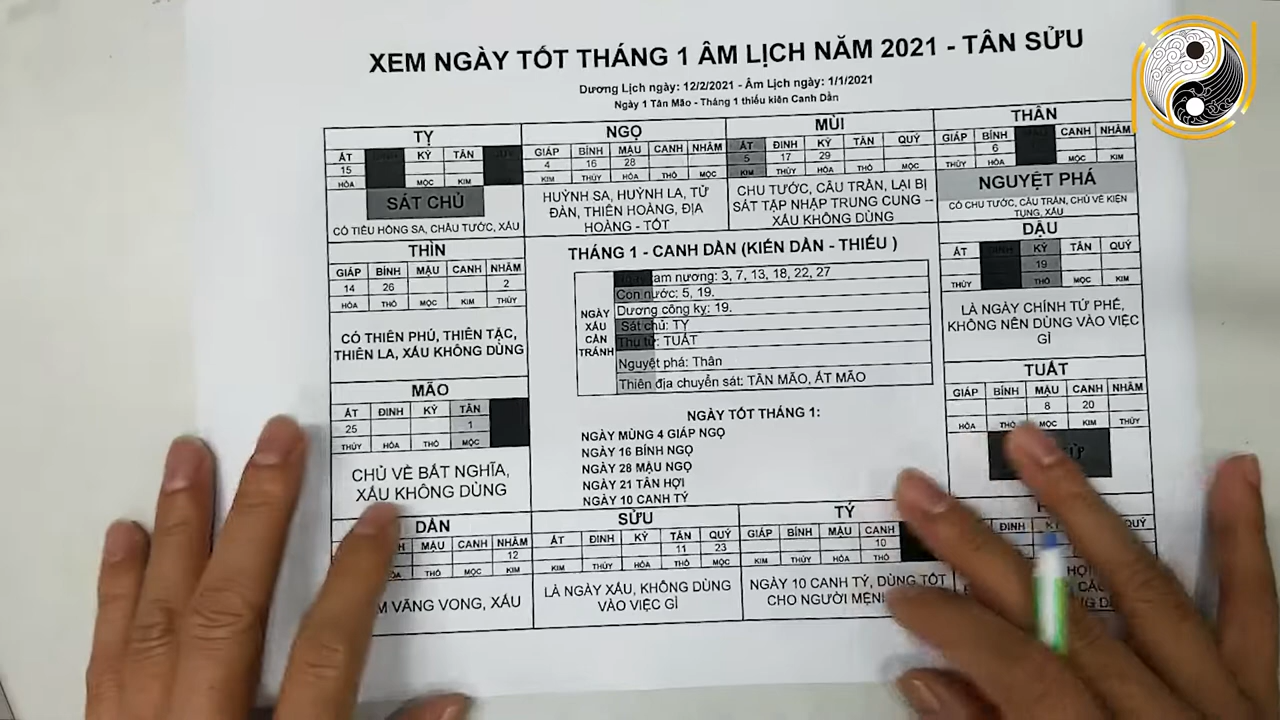 XEM NGÀY TỐT THÁNG 1 ÂM LỊCH NĂM 2021 - TÂN SỬU
Dương Lịch ngày: 12/2/2021 - Âm Lịch ngày: 1/1/2021
Ngày 1 Tân Mão - Tháng 1 thiếu kiên Canh Dần
TỴ
ẤT KỶ TÂN
15
HỎA MỘC KIM
SÁT CHỦ
CÓ TIỂU HỒNG SA, CHÂU TƯỚC, XẤU
NGỌ
GIÁP BÍNH MẬU CANH NHÂM
4 16 28
KIM THỦY HỎA THỔ MỘC
HUỲNH SA, HUỲNH LA, TỬ
ĐÀN, THIÊN HOÀNG, ĐỊA
HOÀNG - TỐT
MÙI
ẤT ĐINH KỶ TÂN QUÝ
5 17 29
KIM THỦY HỎA THỔ MỘC
CHU TƯỚC, CÂU TRẦN, LẠI BỊ
SÁT TẬP NHẬP TRUNG CUNG --
XẤU KHÔNG DÙNG
THÂN
GIÁP BÍNH CANH NHÂM
6
THỦY HỎA MỘC KIM
NGUYỆT PHÁ
CÓ CHU TƯỚC, CÂU TRẦN, CHỦ VỀ KIỆN
TỤNG, XẤU
THÌN
GIÁP BÍNH MẬU CANH NHÂM
14 26 2
HỎA THỔ MỘC KIM THỦY
CÓ THIÊN PHÚ, THIÊN TẶC,
THIÊN LA, XẤU KHÔNG DÙNG
THÁNG 1 - CANH DẦN (KIẾN DẦN - THIẾU )
NGÀY
XẤU
CẦN
TRÁNH
am nương: 3, 7, 13, 18, 22, 27
Con nước: 5, 19.
Dương công kỵ: 19.
Sát chủ: TỴ
Thụ tử: TUẤT
Nguyệt phá: Thân
Thiên địa chuyển sát: TÂN MÃO, ẤT MÃO
DẬU
ẤT KỶ TÂN QUÝ
19
THỦY THỔ MỘC KIM
LÀ NGÀY CHÍNH TỨ PHẾ,
KHÔNG NÊN DÙNG VÀO VIỆC
GÌ
MÃO
ẤT ĐINH KỶ TÂN
25 1
THỦY HỎA THỔ MỘC
CHỦ VỀ BẤT NGHĨA,
XẤU KHÔNG DÙNG
NGÀY TỐT THÁNG 1:
NGÀY MÙNG 4 GIÁP NGỌ
NGÀY 16 BÍNH NGỌ
NGÀY 28 MẬU NGỌ
NGÀY 21 TÂN HỢI
NGÀY 10 CANH TÝ
TUẤT
GIÁP BÍNH MẬU CANH NHÂM
8 20
HỎA THỔ MỘC KIM THỦY
DẦN
MẬU CANH NHÂM
12
THỔ MỘC KIM
VÃNG VONG, XẤU
SỬU
ẤT ĐINH KỶ TÂN QUÝ
11 23
KIM THỦY HỎA THỔ MỘC
LÀ NGÀY XẤU, KHÔNG DÙNG
VÀO VIỆC GÌ
TÝ
GIÁP BÍNH MẬU CANH
10
KIM THỦY HỎA THỔ
NGÀY 10 CANH TÝ, DÙNG TỐT
CHO NGƯỜI MỆNH
ĐINH KỶ QUÝ